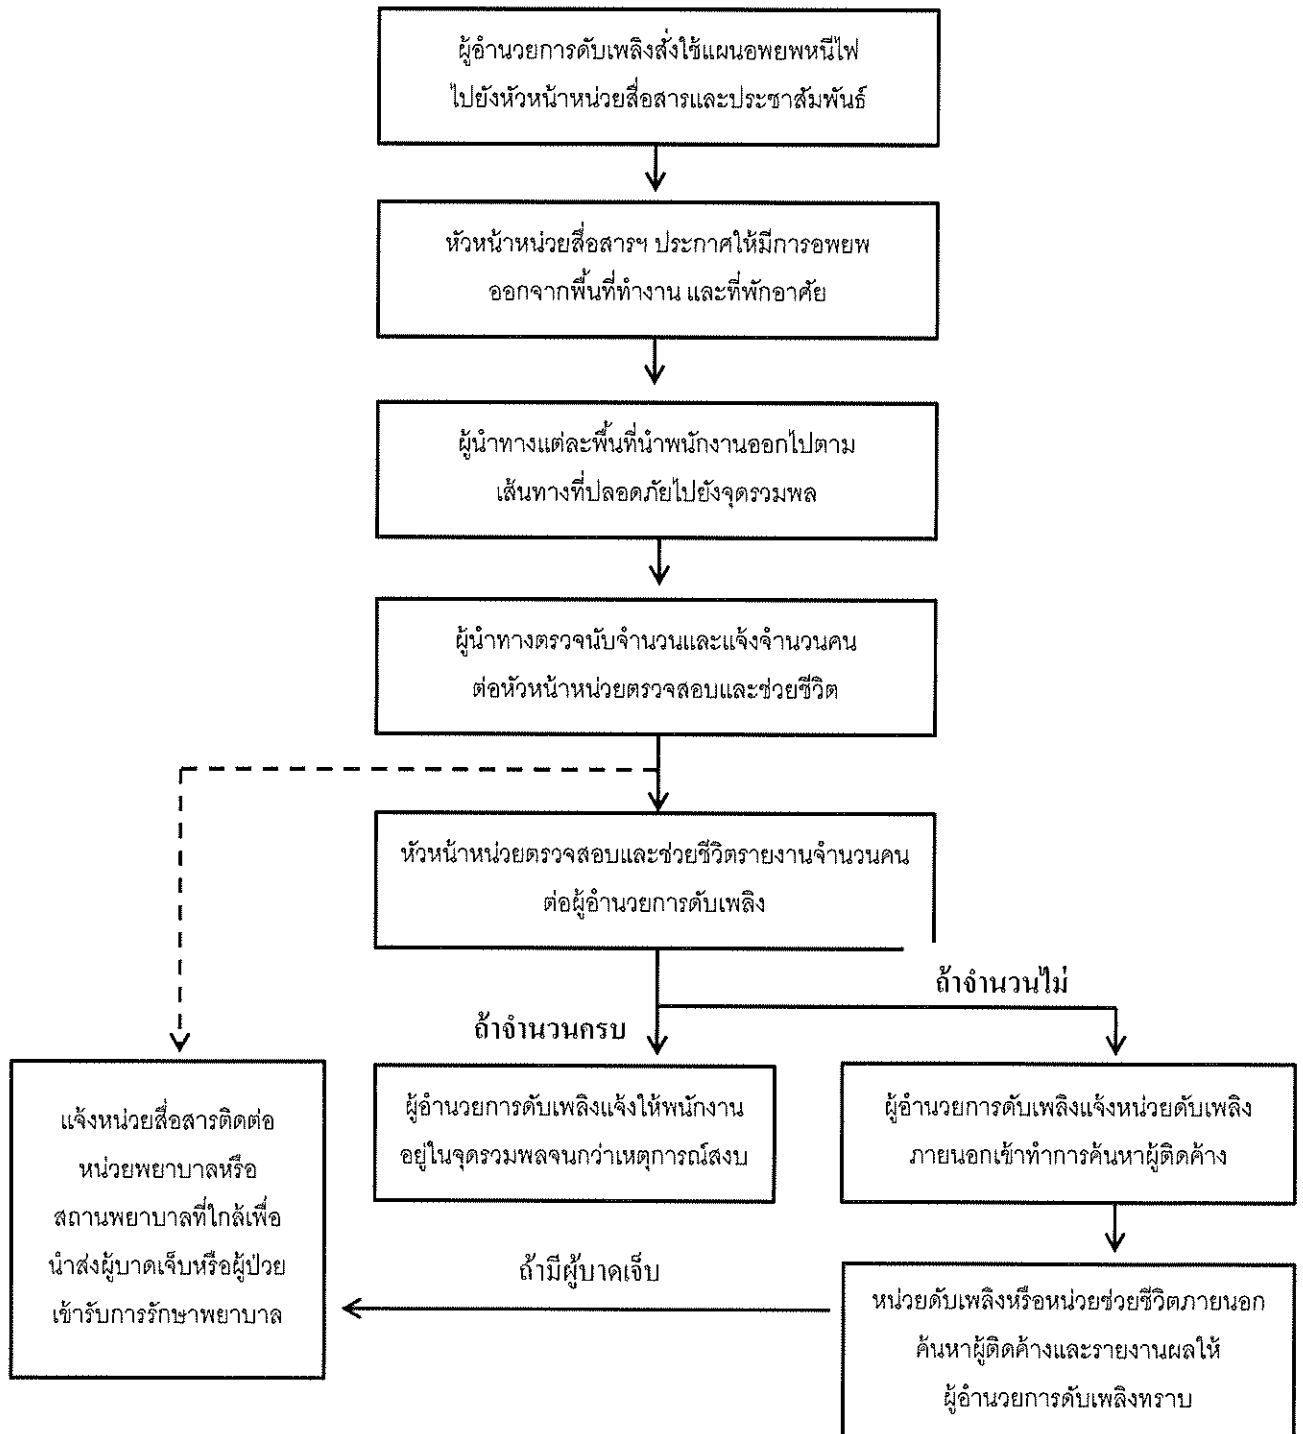 ผู้อำนวยการดับเพลิงสั่งใช้แผนอพยพหนีไฟ
ไปยังหัวหน้าหน่วยสื่อสารและประชาสัมพันธ์
หัวหน้าหน่วยสื่อสารฯ ประกาศให้มีการอพยพ
ออกจากพื้นที่ทำงาน และที่พักอาศัย
ผู้นำทางแต่ละพื้นที่นำพนักงานออกไปตาม
เส้นทางที่ปลอดภัยไปยังจุดรวมพล
ผู้นำทางตรวจนับจำนวนและแจ้งจำนวนคน
ต่อหัวหน้าหน่วยตรวจสอบและช่วยชีวิต
หัวหน้าหน่วยตรวจสอบและช่วยชีวิตรายงานจำนวนคน
ต่อผู้อำนวยการดับเพลิง
ถ้าจำนวนไม่
ถ้าจำนวนครบ
แจ้งหน่วยสื่อสารติดต่อ
หน่วยพยาบาลหรือ
สถานพยาบาลที่ใกล้เพื่อ
นำส่งผู้บาดเจ็บหรือผู้ป่วย
เข้ารับการรักษาพยาบาล
ผู้อำนวยการดับเพลิงแจ้งให้พนักงาน
อยู่ในจุดรวมพลจนกว่าเหตุการณ์สงบ
ผู้อำนวยการดับเพลิงแจ้งหน่วยดับเพลิง
ภายนอกเข้าทำการค้นหาผู้ติดค้าง
ถ้ามีผู้บาดเจ็บ
หน่วยดับเพลิงหรือหน่วยช่วยชีวิตภายนอก
ค้นหาผู้ติดค้างและรายงานผลให้
ผู้อำนวยการดับเพลิงทราบ